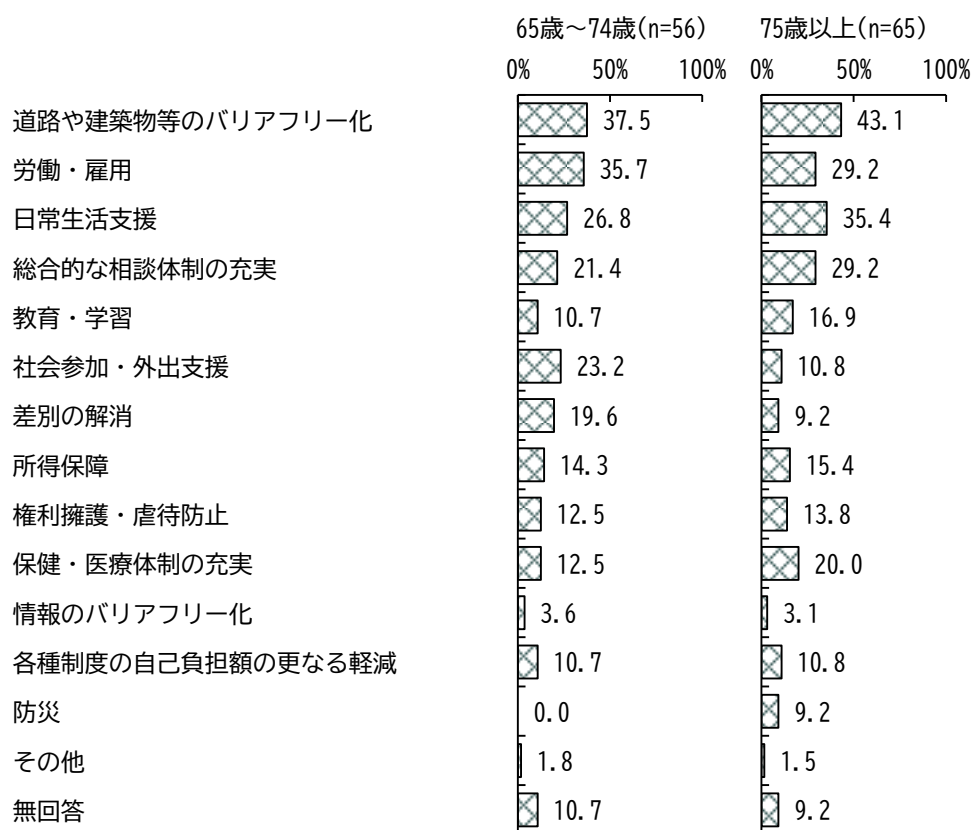 65歳～74歳(n=56) 75歳以上(n=65)
0% 50% 100% 0% 50% 100%
道路や建築物等のバリアフリー化 37.5 43.1
労働・雇用 35.7 29.2
日常生活支援 26.8 35.4
総合的な相談体制の充実 21.4 29.2
教育・学習 10.7 16.9
社会参加・外出支援 23.2 10.8
差別の解消 19.6 9.2
所得保障 14.3 15.4
権利擁護・虐待防止 12.5 13.8
保健・医療体制の充実 12.5 20.0
情報のバリアフリー化 3.6 3.1
各種制度の自己負担額の更なる軽減 10.7 10.8
防災 0.0 9.2
その他 1.8 1.5
無回答 10.7 9.2